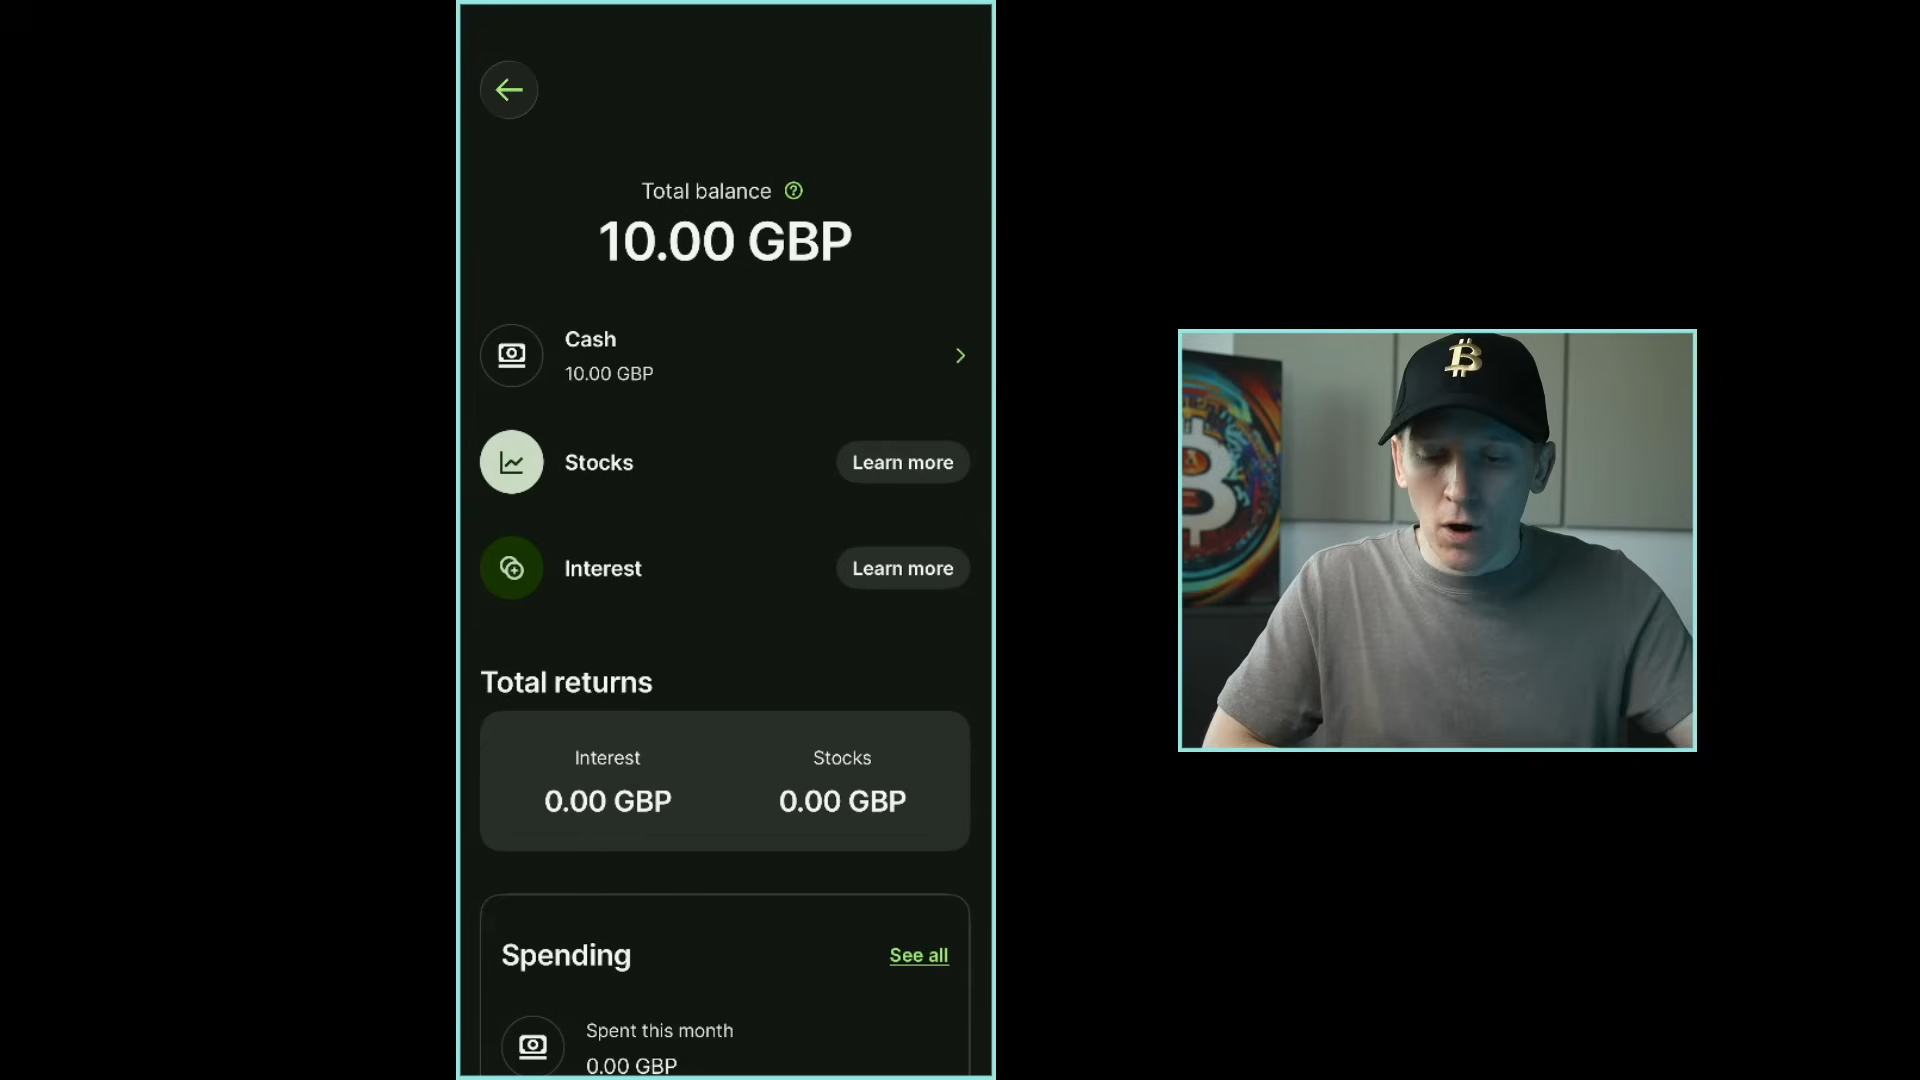 Total balance
10.00 GBP
Cash
10.00 GBP
Stocks
Learn more
Interest
Learn more
Total returns
Interest
Stocks
0.00 GBP
0.00 GBP
Spending
See all
Spent this month
0.00 GBP